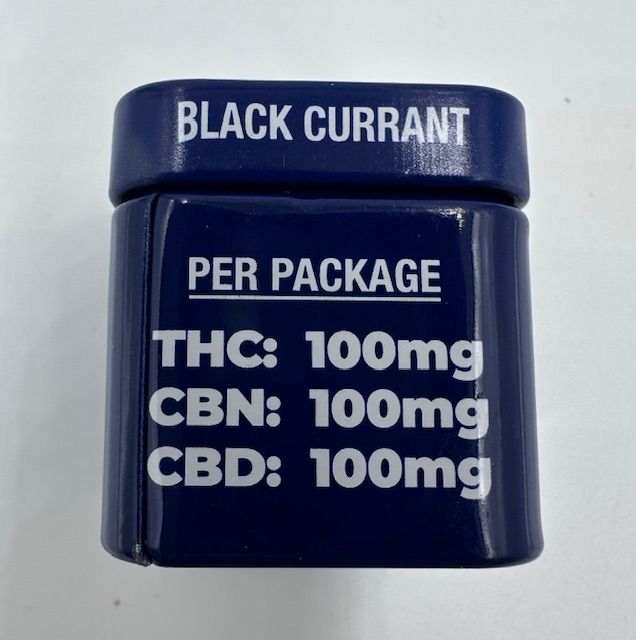 BLACK CURRANT
PER PACKAGE
THC: 100mg
CBN: 100mg
CBD: 100mg